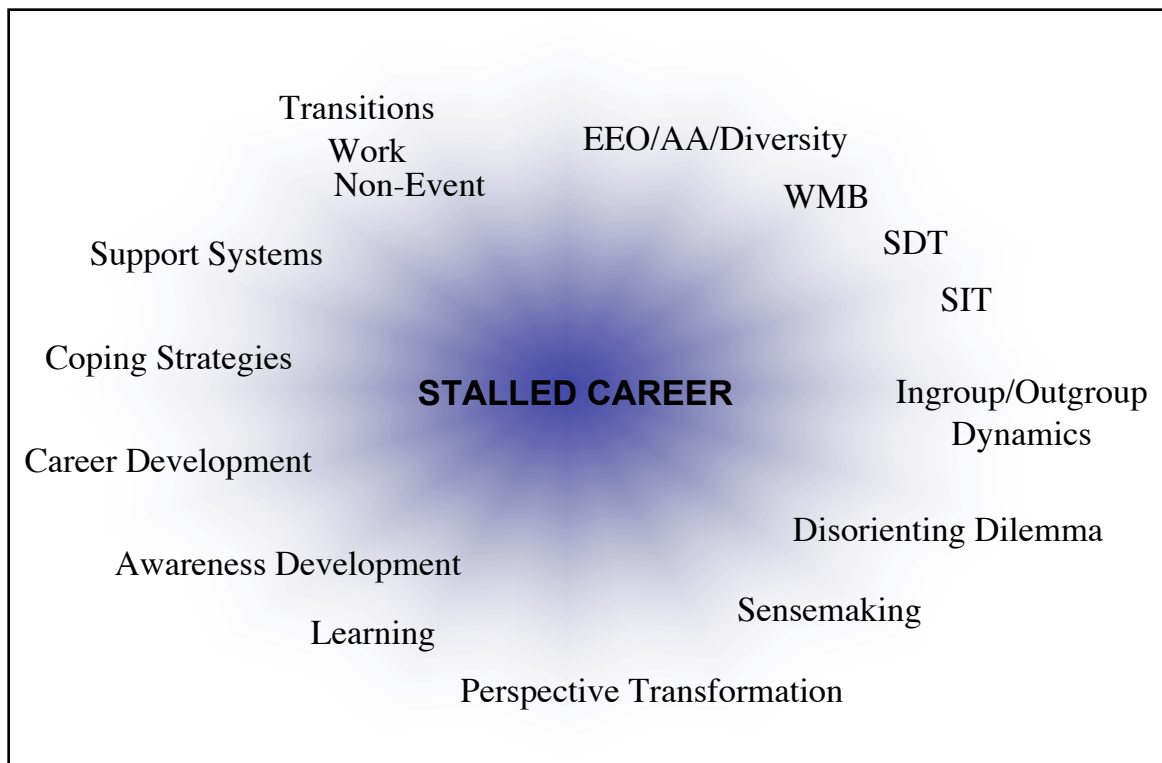 Transitions
Work
Non-Event
EEO/AA/Diversity
WMB
SDT
SIT
Support Systems
Coping Strategies
STALLED CAREER
Ingroup/Outgroup
Dynamics
Career Development
Disorienting Dilemma
Awareness Development
Sensemaking
Learning
Perspective Transformation